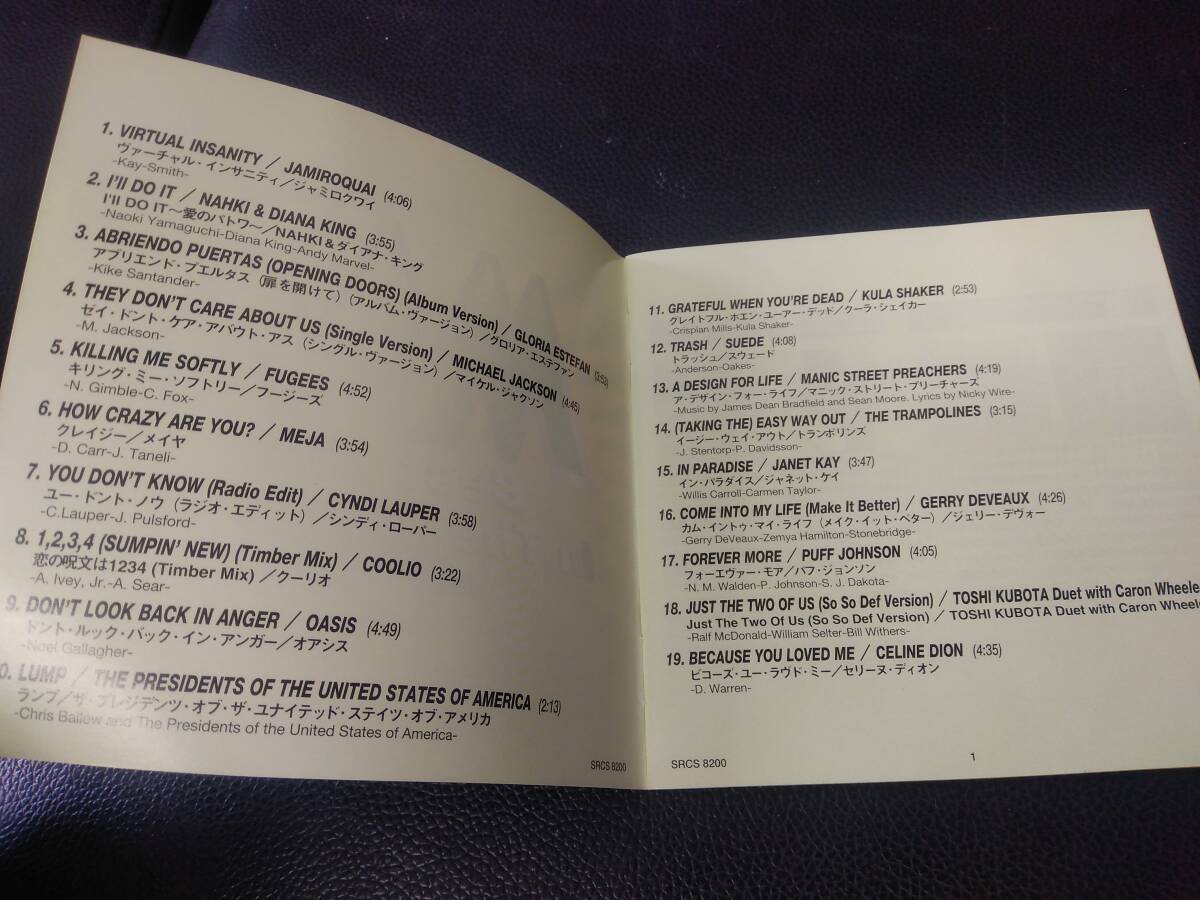 1. VIRTUAL INSANITY / JAMIROQUAI (4:06)
ヴァーチャル・インサニティ／ジャミロクワイ
-Kay-Smith-
2. I'll DO IT / NAHKI & DIANA KING (3:55)
I'll DO IT～愛のパトワ～／NAHKI & ダイアナ・キング
-Naoki Yamaguchi-Diana King-Andy Marvel-
3. ABRIENDO PUERTAS (OPENING DOORS) (Album Version) / GLORIA ESTEFAN (3:53)
アブリエンド・プエルタス（扉を開けて）（アルバム・ヴァージョン）／グロリア・エステファン
-Kike Santander-
4. THEY DON'T CARE ABOUT US (Single Version) / MICHAEL JACKSON (4:45)
ゼイ・ドント・ケア・アバウト・アス（シングル・ヴァージョン）／マイケル・ジャクソン
-M. Jackson-
5. KILLING ME SOFTLY / FUGEES (4:52)
キリング・ミー・ソフトリー／フージーズ
-N. Gimble-C. Fox-
6. HOW CRAZY ARE YOU? / MEJA (3:54)
クレイジー／メイヤ
-D. Carr-J. Taneli-
7. YOU DON'T KNOW (Radio Edit) / CYNDI LAUPER (3:58)
ユー・ドント・ノウ（ラジオ・エディット）／シンディ・ローパー
-C.Lauper-J. Pulsford-
8. 1,2,3,4 (SUMPIN' NEW) (Timber Mix) / COOLIO (3:22)
恋の呪文は1234 (Timber Mix) ／クーリオ
-A. Ivey, Jr.-A. Sear-
9. DON'T LOOK BACK IN ANGER / OASIS (4:49)
ドント・ルック・バック・イン・アンガー／オアシス
-Noel Gallagher-
0. LUMP / THE PRESIDENTS OF THE UNITED STATES OF AMERICA (2:13)
ランプ／ザ・プレジデンツ・オブ・ザ・ユナイテッド・ステイツ・オブ・アメリカ
-Chris Ballew and The Presidents of the United States of America-
SRCS 8200
11. GRATEFUL WHEN YOU'RE DEAD / KULA SHAKER (2:53)
グレイトフル・ホエン・ユーアー・デッド／クーラ・シェイカー
-Crispian Mills-Kula Shaker-
12. TRASH / SUEDE (4:08)
トラッシュ／スウェード
-Anderson-Oakes-
13. A DESIGN FOR LIFE / MANIC STREET PREACHERS (4:19)
ア・デザイン・フォー・ライフ／マニック・ストリート・プリーチャーズ
-Music by James Dean Bradfield and Sean Moore. Lyrics by Nicky Wire-
14. (TAKING THE) EASY WAY OUT / THE TRAMPOLINES (3:15)
イージー・ウェイ・アウト／トランポリンズ
-J. Stentorp-P. Davidsson-
15. IN PARADISE / JANET KAY (3:47)
イン・パラダイス／ジャネット・ケイ
-Willis Carroll-Carmen Taylor-
16. COME INTO MY LIFE (Make It Better) / GERRY DEVEAUX (4:26)
カム・イントゥ・マイ・ライフ（メイク・イット・ベター）／ジェリー・デヴォー
-Gerry DeVeaux-Zemya Hamilton-Stonebridge-
17. FOREVER MORE / PUFF JOHNSON (4:05)
フォーエヴァー・モア／パフ・ジョンソン
-N. M. Walden-P. Johnson-S. J. Dakota-
18. JUST THE TWO OF US (So So Def Version) / TOSHI KUBOTA Duet with Caron Wheele
Just The Two Of Us (So So Def Version) / TOSHI KUBOTA Duet with Caron Wheele
-Ralf McDonald-William Selter-Bill Withers-
19. BECAUSE YOU LOVED ME / CELINE DION (4:35)
ビコーズ・ユー・ラヴド・ミー／セリーヌ・ディオン
-D. Warren-
SRCS 8200
1